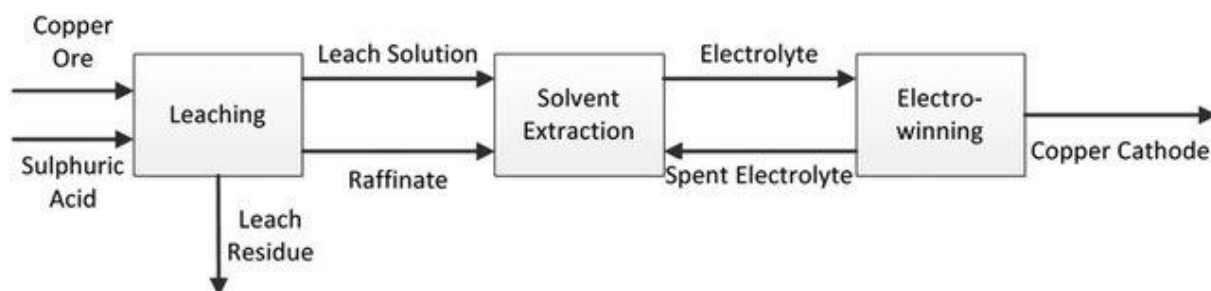 Copper
Ore
Leach Solution
Electrolyte
Leaching
Solvent
Extraction
Electro-
winning
Sulphuric
Acid
Raffinate
Spent Electrolyte
Copper Cathode
Leach
Residue